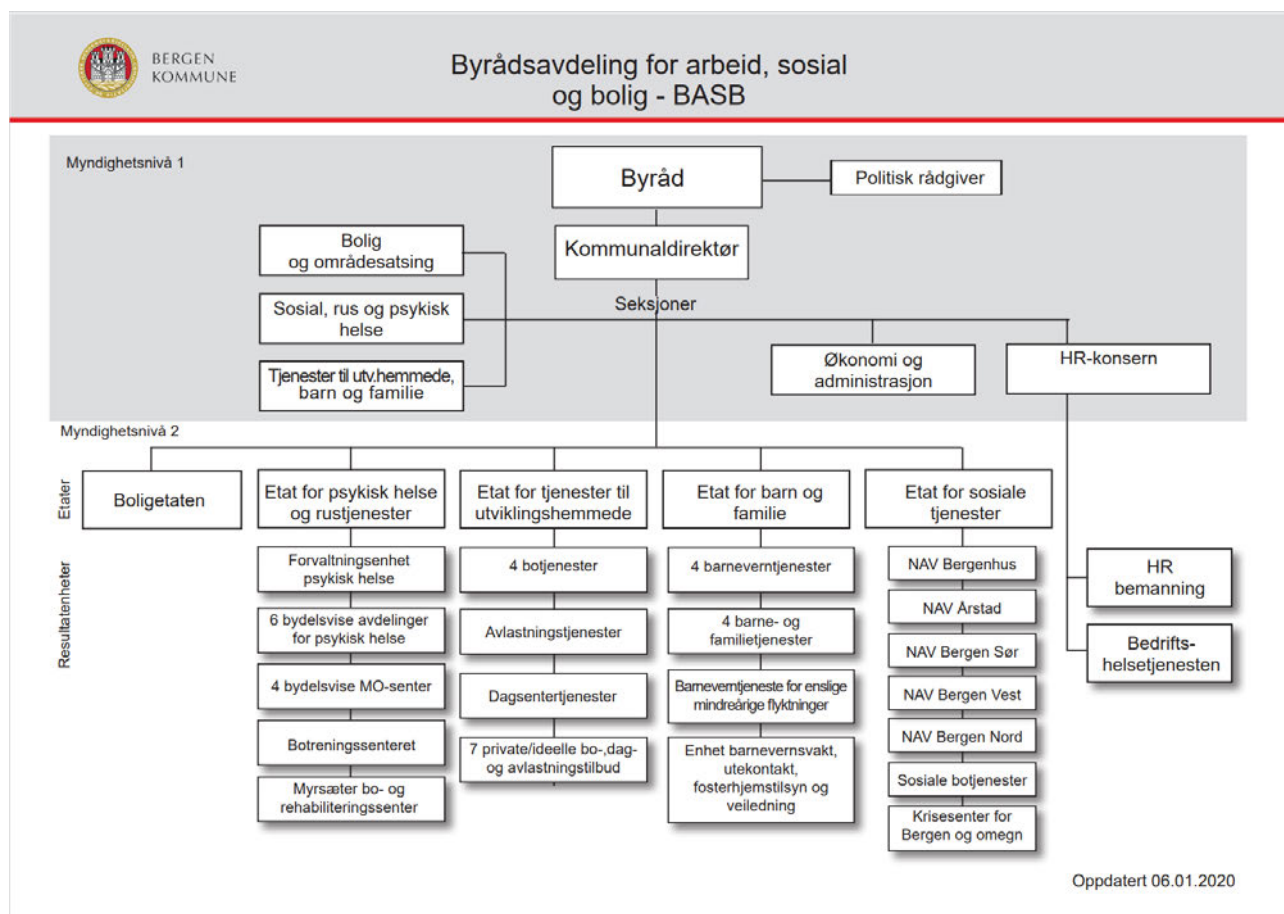 BERGEN
KOMMUNE
Byrådsavdeling for arbeid, sosial
og bolig - BASB
Myndighetsnivå 1
Byråd
Politisk rådgiver
Kommunaldirektør
Bolig
og områdesatsing
Seksjoner
Sosial, rus og psykisk
helse
Tjenester til utv.hemmede,
barn og familie
Økonomi og
administrasjon
HR-konsern
Myndighetsnivå 2
Etater
Boligetaten
Etat for psykisk helse
og rustjenester
Etat for tjenester til
utviklingshemmede
Etat for barn og
familie
Etat for sosiale
tjenester
Resultatenheter
Forvaltningsenhet
psykisk helse
6 bydelsvise avdelinger
for psykisk helse
4 bydelsvise MO-senter
Botreningssenteret
Myrsæter bo- og
rehabiliteringssenter
4 botjenester
Avlastningstjenester
Dagsentertjenester
7 private/ideelle bo-,dag-
og avlastningstilbud
4 barneverntjenester
4 barne- og
familietjenester
Barneverntjeneste for enslige
mindreårige flyktninger
Enhet barnevernsvakt,
utekontakt,
fosterhjemstilsyn og
veiledning
NAV Bergenhus
NAV Årstad
NAV Bergen Sør
NAV Bergen Vest
NAV Bergen Nord
Sosiale botjenester
Krisesenter for
Bergen og omegn
HR
bemanning
Bedrifts-
helsetjenesten
Oppdatert 06.01.2020